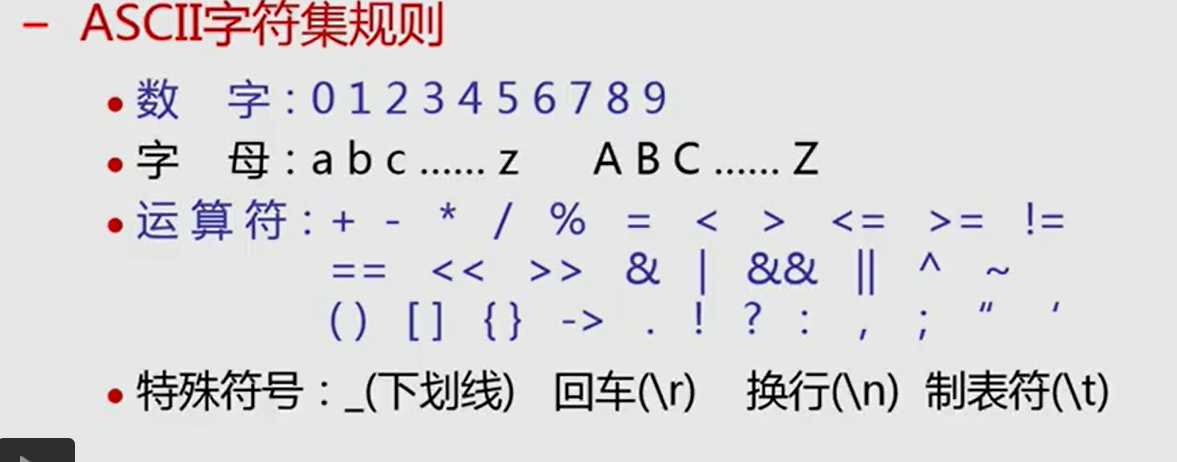 – ASCII字符集规则
• 数 字 : 0 1 2 3 4 5 6 7 8 9
• 字 母 : a b c ...... z A B C ...... Z
• 运 算 符 : + - * / % = < > <= >= !=
== << >> & | && || ^ ~
( ) [ ] { } -> . ! ? : , ; “ ‘
• 特殊符号 : _(下划线) 回车(\r) 换行(\n) 制表符(\t)